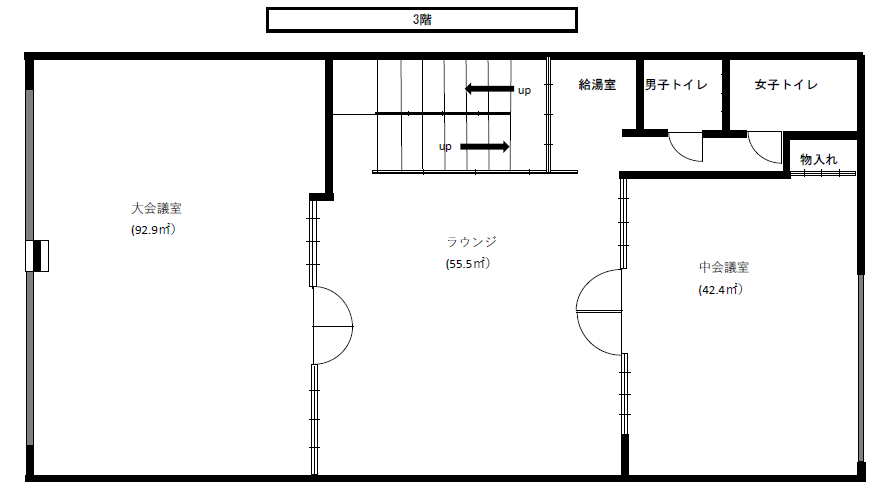 3階
up
給湯室
男子トイレ
女子トイレ
up
物入れ
大会議室
(92.9㎡)
ラウンジ
(55.5㎡)
中会議室
(42.4㎡)